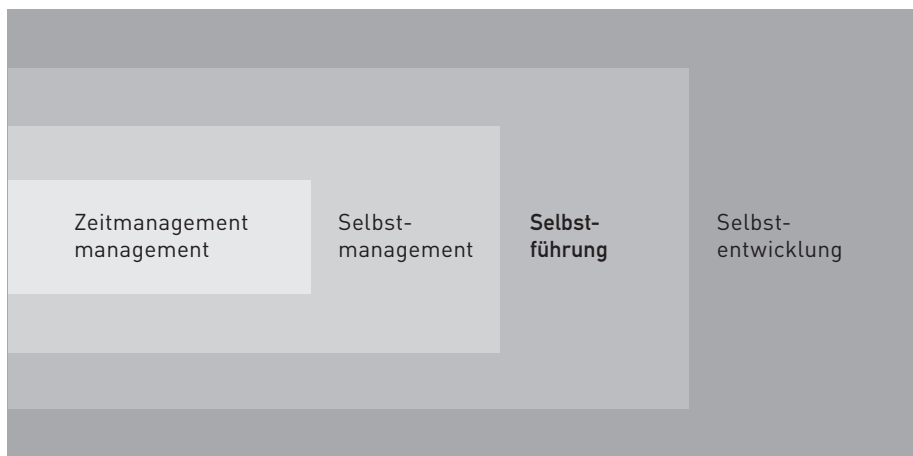 Zeitmanagement
management
Selbst-
management
Selbst-
führung
Selbst-
entwicklung